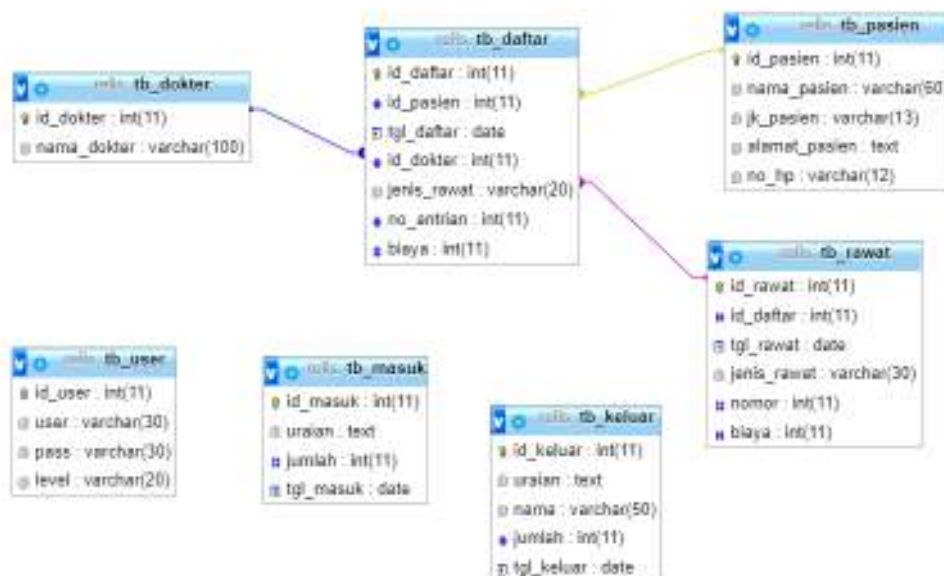 tb_dokter
id_dokter : int(11)
nama_dokter : varchar(100)
tb_daftar
id_daftar : int(11)
id_pasien : int(11)
tgl_daftar : date
id_dokter : int(11)
jenis_rawat : varchar(20)
no_antrian : int(11)
biaya : int(11)
tb_pasien
id_pasien : int(11)
nama_pasien : varchar(60
jk_pasien : varchar(13)
alamat_pasien : text
no_hp : varchar(12)
tb_rawat
id_rawat : int(11)
id_daftar : int(11)
tgl_rawat : date
jenis_rawat : varchar(30)
nomor : int(11)
biaya : int(11)
tb_user
id_user : int(11)
user : varchar(30)
pass : varchar(30)
level : varchar(20)
tb_masuk
id_masuk : int(11)
uraian : text
jumlah : int(11)
tgl_masuk : date
tb_keluar
id_keluar : int(11)
uraian : text
nama : varchar(50)
jumlah : int(11)
tgl_keluar : date